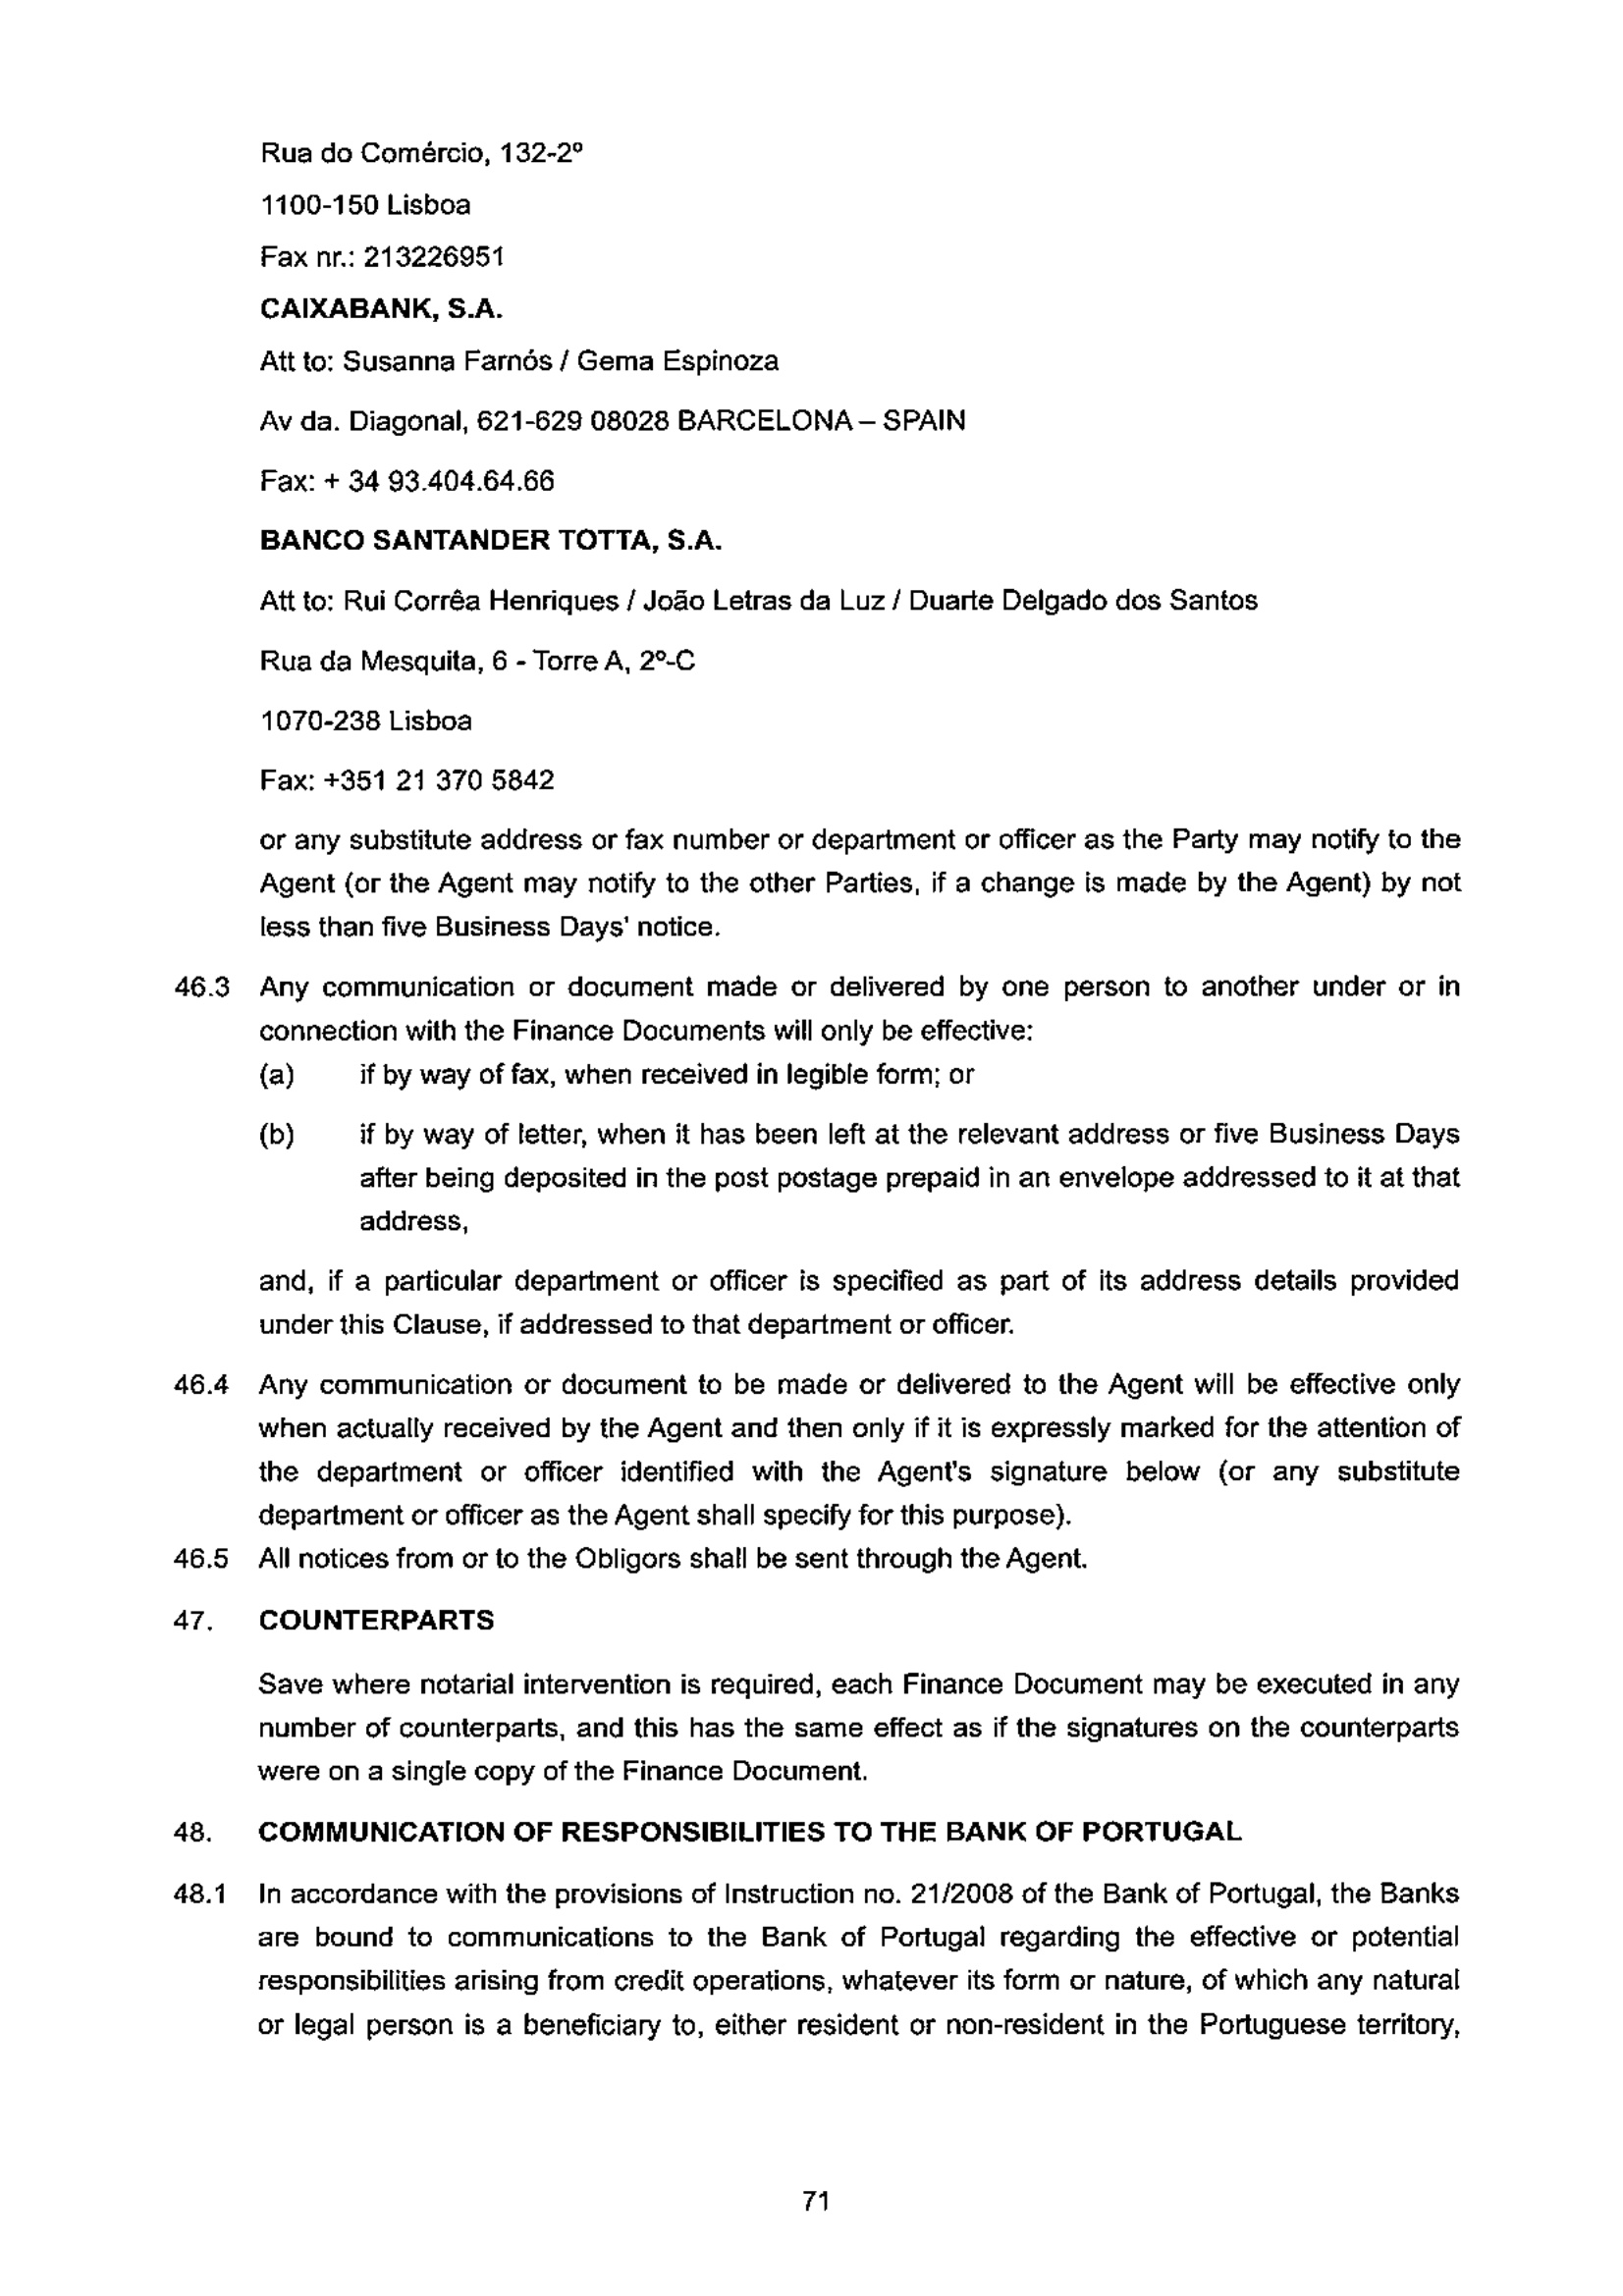 Rua do Comércio, 132-2º
1100-150 Lisboa
Fax nr.: 213226951
CAIXABANK, S.A.
Att to: Susanna Farnós / Gema Espinoza
Av da. Diagonal, 621-629 08028 BARCELONA – SPAIN
Fax: + 34 93.404.64.66
BANCO SANTANDER TOTTA, S.A.
Att to: Rui Corrêa Henriques / João Letras da Luz / Duarte Delgado dos Santos
Rua da Mesquita, 6 - Torre A, 2º-C
1070-238 Lisboa
Fax: +351 21 370 5842
or any substitute address or fax number or department or officer as the Party may notify to the
Agent (or the Agent may notify to the other Parties, if a change is made by the Agent) by not
less than five Business Days' notice.
46.3 Any communication or document made or delivered by one person to another under or in
connection with the Finance Documents will only be effective:
(a) if by way of fax, when received in legible form; or
(b) if by way of letter, when it has been left at the relevant address or five Business Days
after being deposited in the post postage prepaid in an envelope addressed to it at that
address,
and, if a particular department or officer is specified as part of its address details provided
under this Clause, if addressed to that department or officer.
46.4 Any communication or document to be made or delivered to the Agent will be effective only
when actually received by the Agent and then only if it is expressly marked for the attention of
the department or officer identified with the Agent's signature below (or any substitute
department or officer as the Agent shall specify for this purpose).
46.5 All notices from or to the Obligors shall be sent through the Agent.
47. COUNTERPARTS
Save where notarial intervention is required, each Finance Document may be executed in any
number of counterparts, and this has the same effect as if the signatures on the counterparts
were on a single copy of the Finance Document.
48. COMMUNICATION OF RESPONSIBILITIES TO THE BANK OF PORTUGAL
48.1 In accordance with the provisions of Instruction no. 21/2008 of the Bank of Portugal, the Banks
are bound to communications to the Bank of Portugal regarding the effective or potential
responsibilities arising from credit operations, whatever its form or nature, of which any natural
or legal person is a beneficiary to, either resident or non-resident in the Portuguese territory,
71